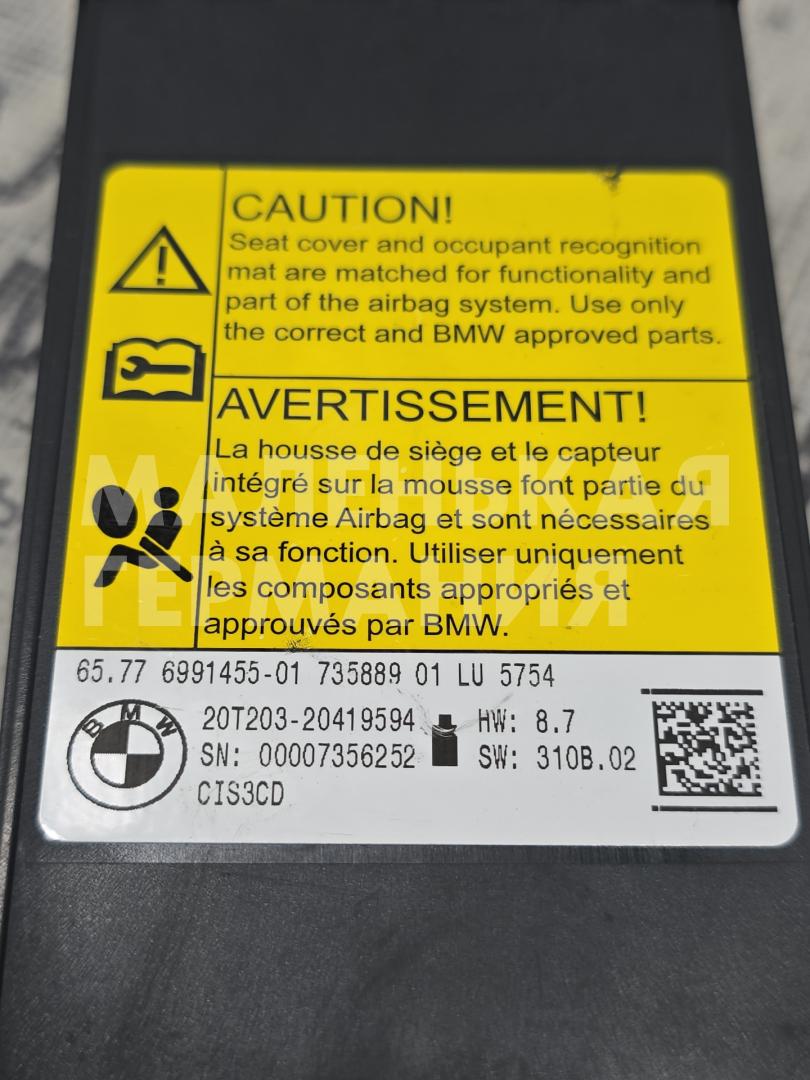 CAUTION!
Seat cover and occupant recognition
mat are matched for functionality and
part of the airbag system. Use only
the correct and BMW approved parts.
AVERTISSEMENT!
La housse de siège et le capteur
intégré sur la mousse font partie du
système Airbag et sont nécessaires
à sa fonction. Utiliser uniquement
les composants appropriés et
approuvés par BMW.
МАЛЕНЬКАЯ
ГЕРМАНИЯ
65.77 6991455-01 735889 01 LU 5754
BMW
20T203-20419594 HW: 8.7
SN: 00007356252 SW: 310B.02
CIS3CD